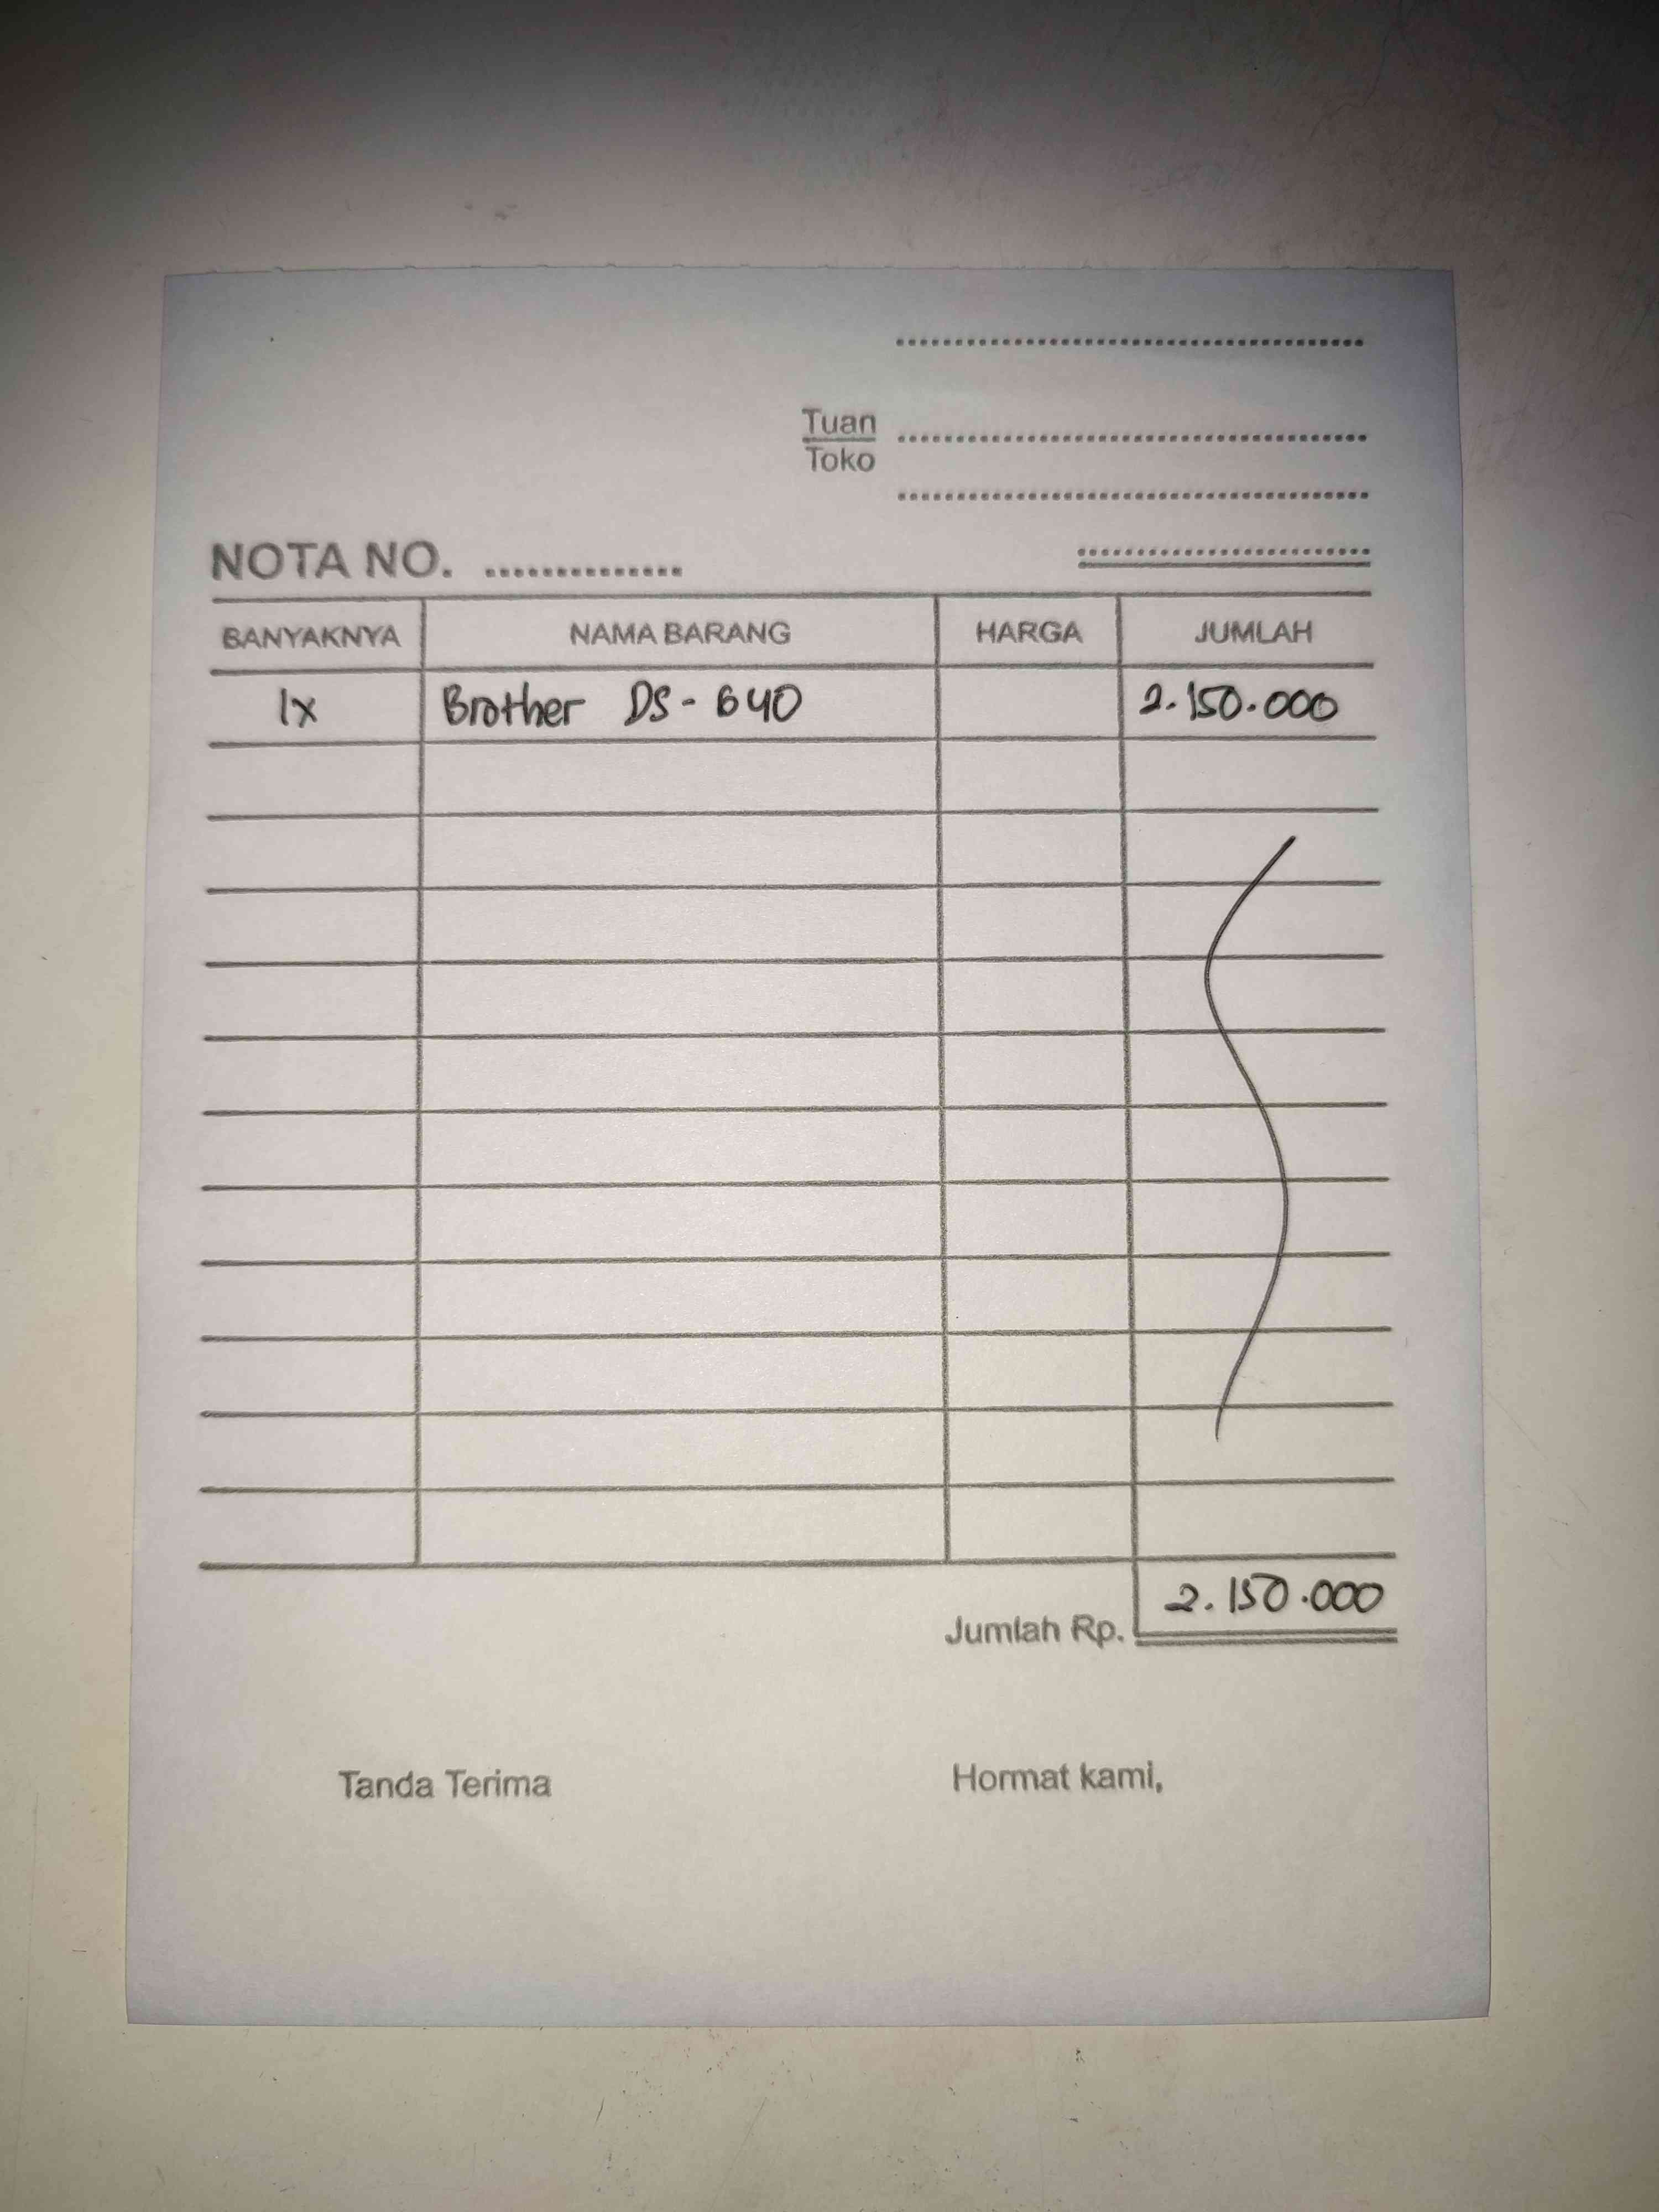 Tuan
Toko
NOTA NO. ..............
BANYAKNYA NAMA BARANG HARGA JUMLAH
1x Brother DS-640 2.150.000
Jumlah Rp. 2.150.000
Tanda Terima Hormat kami,